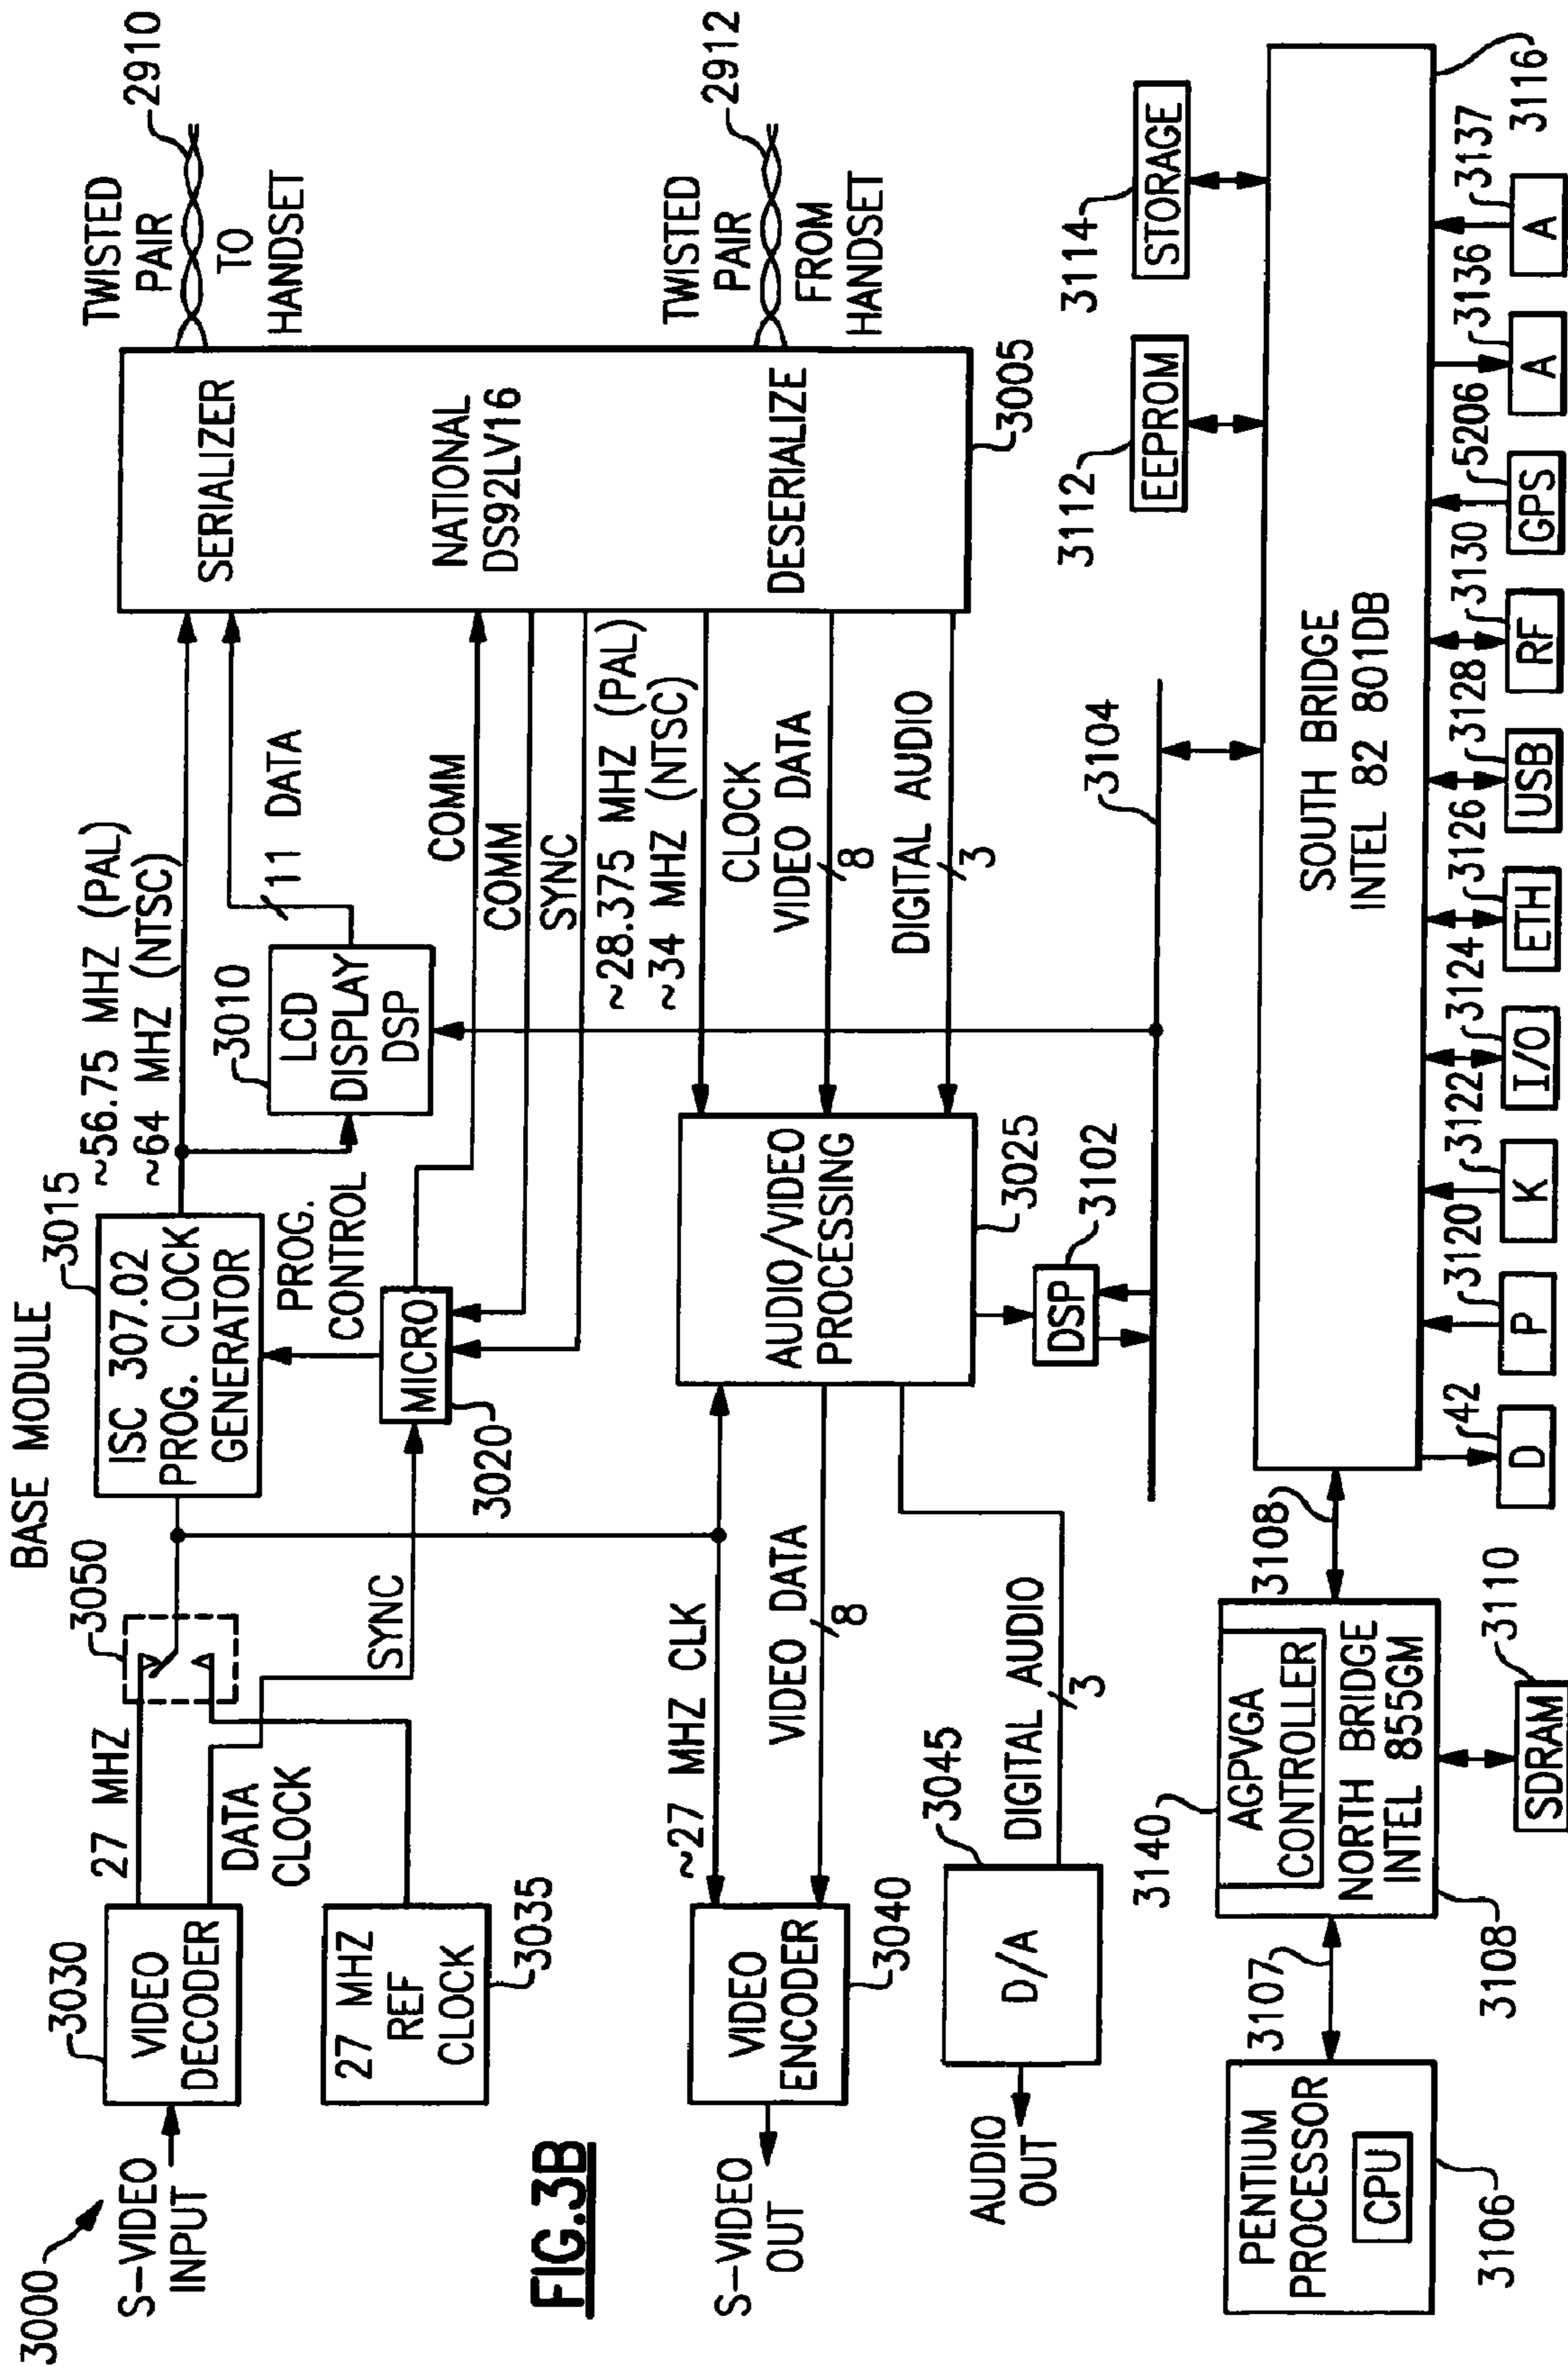 BASE MODULE
3000
S-VIDEO
INPUT
3030
VIDEO
DECODER
27 MHZ
DATA
CLOCK
27 MHZ
REF
CLOCK
3035
3050
SYNC
3015
ISC 307.02
PROG. CLOCK
GENERATOR
PROG.
CONTROL
MICRO
3020
~56.75 MHZ (PAL)
~64 MHZ (NTSC)
3010
LCD
DISPLAY
DSP
11 DATA
COMM
COMM
SYNC
~28.375 MHZ (PAL)
~34 MHZ (NTSC)
CLOCK
VIDEO DATA
8
DIGITAL AUDIO
3
SERIALIZER
NATIONAL
DS92LV16
DESERIALIZE
3005
TWISTED
PAIR
TO
HANDSET
2910
TWISTED
PAIR
FROM
HANDSET
2912
FIG.3B
S-VIDEO
OUT
VIDEO
ENCODER
3040
~27 MHZ CLK
VIDEO DATA
8
AUDIO/VIDEO
PROCESSING
3025
AUDIO
OUT
D/A
3045
DIGITAL AUDIO
3
DSP
3102
3104
PENTIUM
PROCESSOR
CPU
3106
3107
3140
AGPVGA
CONTROLLER
NORTH BRIDGE
INTEL 855GM
3108
3108
SDRAM
3110
SOUTH BRIDGE
INTEL 82 801DB
3116
3112
EEPROM
3114
STORAGE
42
3120
3122
3124
3126
3128
3130
5206
3136
3137
D
P
K
I/O
ETH
USB
RF
GPS
A
A